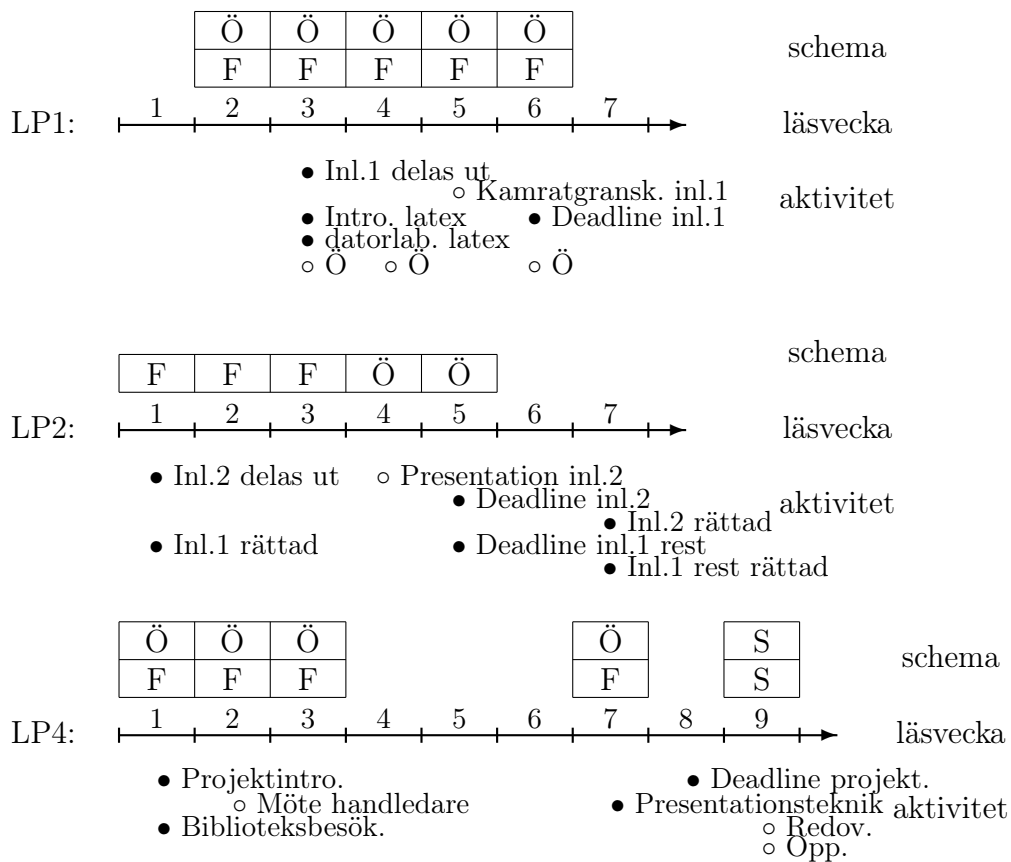 Ö Ö Ö Ö Ö
schema
F F F F F
1 2 3 4 5 6 7
LP1: läsvecka
• Inl.1 delas ut
◦ Kamratgransk. inl.1
aktivitet
• Intro. latex • Deadline inl.1
• datorlab. latex
◦ Ö ◦ Ö ◦ Ö
schema
F F F Ö Ö
1 2 3 4 5 6 7
LP2: läsvecka
• Inl.2 delas ut ◦ Presentation inl.2
• Deadline inl.2
aktivitet
• Inl.2 rättad
• Inl.1 rättad • Deadline inl.1 rest
• Inl.1 rest rättad
Ö Ö Ö Ö S
schema
F F F F S
1 2 3 4 5 6 7 8 9
LP4: läsvecka
• Projektintro. • Deadline projekt.
◦ Möte handledare • Presentationsteknik aktivitet
• Biblioteksbesök. ◦ Redov.
◦ Opp.